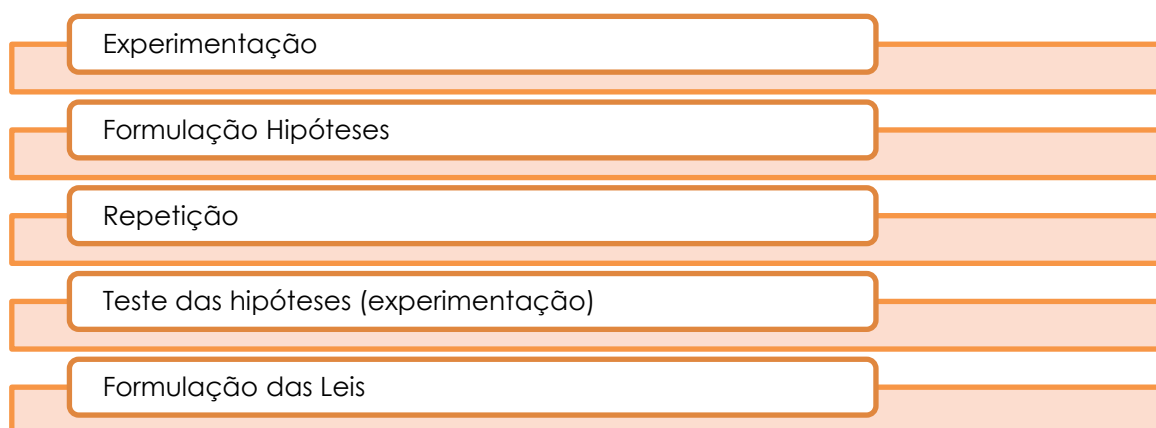 Experimentação
Formulação Hipóteses
Repetição
Teste das hipóteses (experimentação)
Formulação das Leis